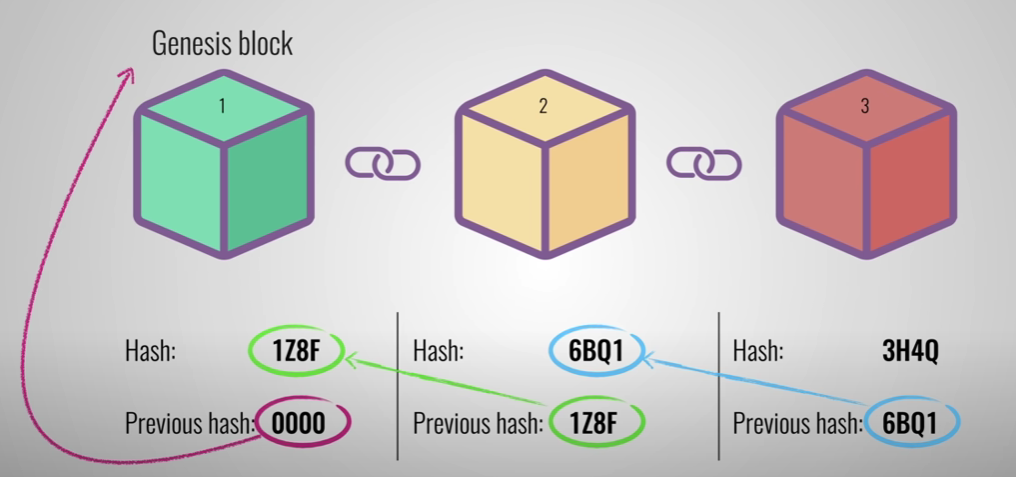 Genesis block
1
2
3
Hash: 1Z8F
Previous hash: 0000
Hash: 6BQ1
Previous hash: 1Z8F
Hash: 3H4Q
Previous hash: 6BQ1